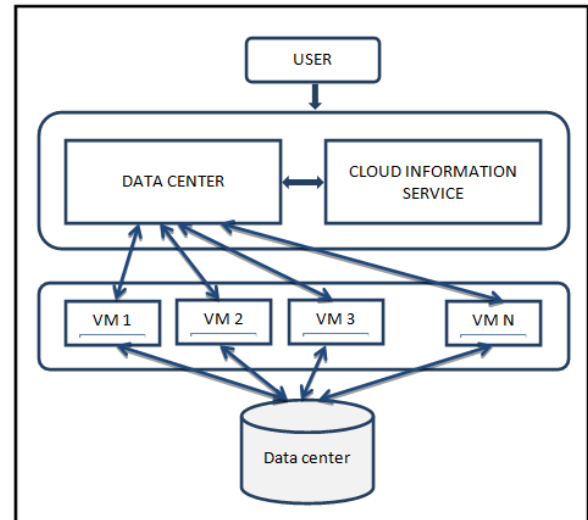 USER
DATA CENTER
CLOUD INFORMATION
SERVICE
VM 1
VM 2
VM 3
VM N
Data center